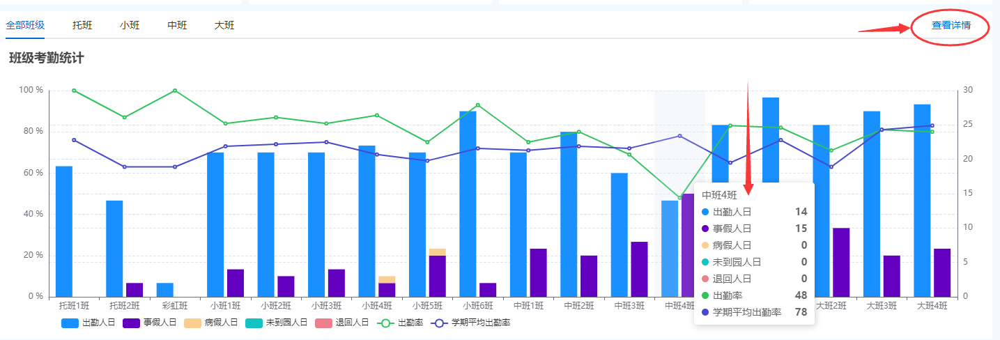 全部班级 托班 小班 中班 大班 查看详情
班级考勤统计
100 % 30
25
80 %
20
60 %
15
40 %
10
20 %
5
0 % 0
中班4班
出勤人日 14
事假人日 15
病假人日 0
未到园人日 0
退回人日 0
出勤率 48
学期平均出勤率 78
托班1班 托班2班 彩虹班 小班1班 小班2班 小班3班 小班4班 小班5班 小班6班 中班1班 中班2班 中班3班 中班4班 大班2班 大班3班 大班4班
出勤人日 事假人日 病假人日 未到园人日 退回人日 出勤率 学期平均出勤率